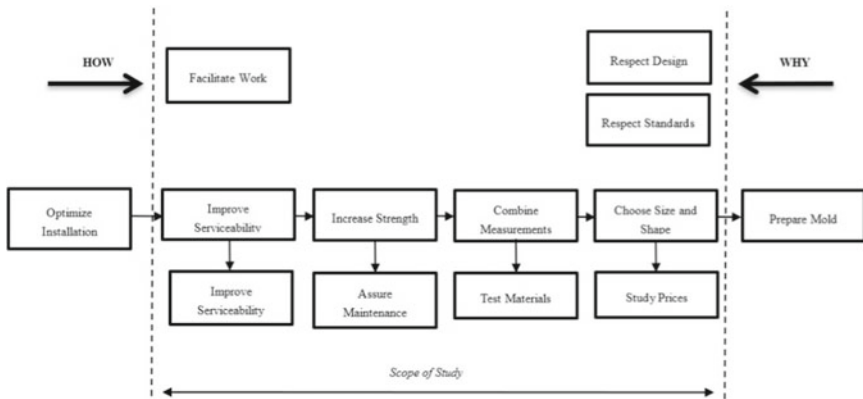 HOW
Facilitate Work
Respect Design
WHY
Respect Standards
Optimize
Installation
Improve
Serviceability
Increase Strength
Combine
Measurements
Choose Size and
Shape
Prepare Mold
Improve
Serviceability
Assure
Maintenance
Test Materials
Study Prices
Scope of Study